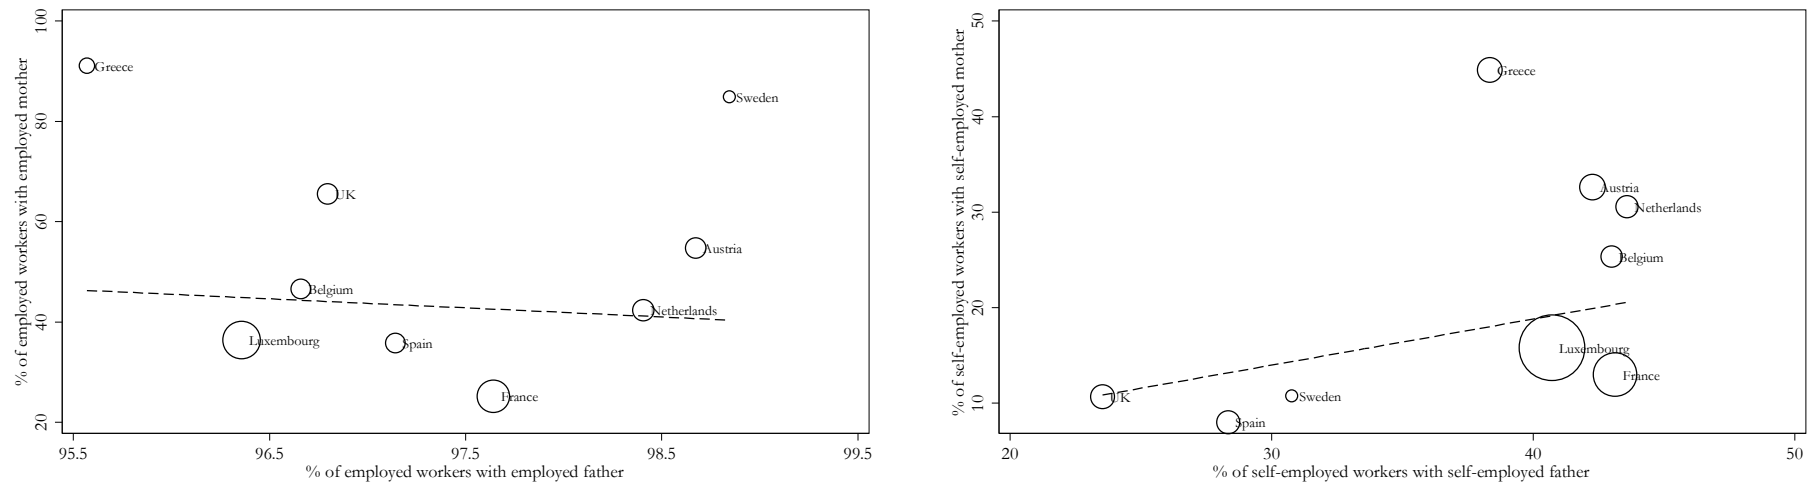 % of employed workers with employed mother
100
80
60
40
20
Greece
Sweden
UK
Austria
Belgium
Netherlands
Luxembourg
Spain
France
95.5 96.5 97.5 98.5 99.5
% of employed workers with employed father
% of self-employed workers with self-employed mother
50
40
30
20
10
Greece
Austria
Netherlands
Belgium
Luxembourg
France
UK
Sweden
Spain
20 30 40 50
% of self-employed workers with self-employed father